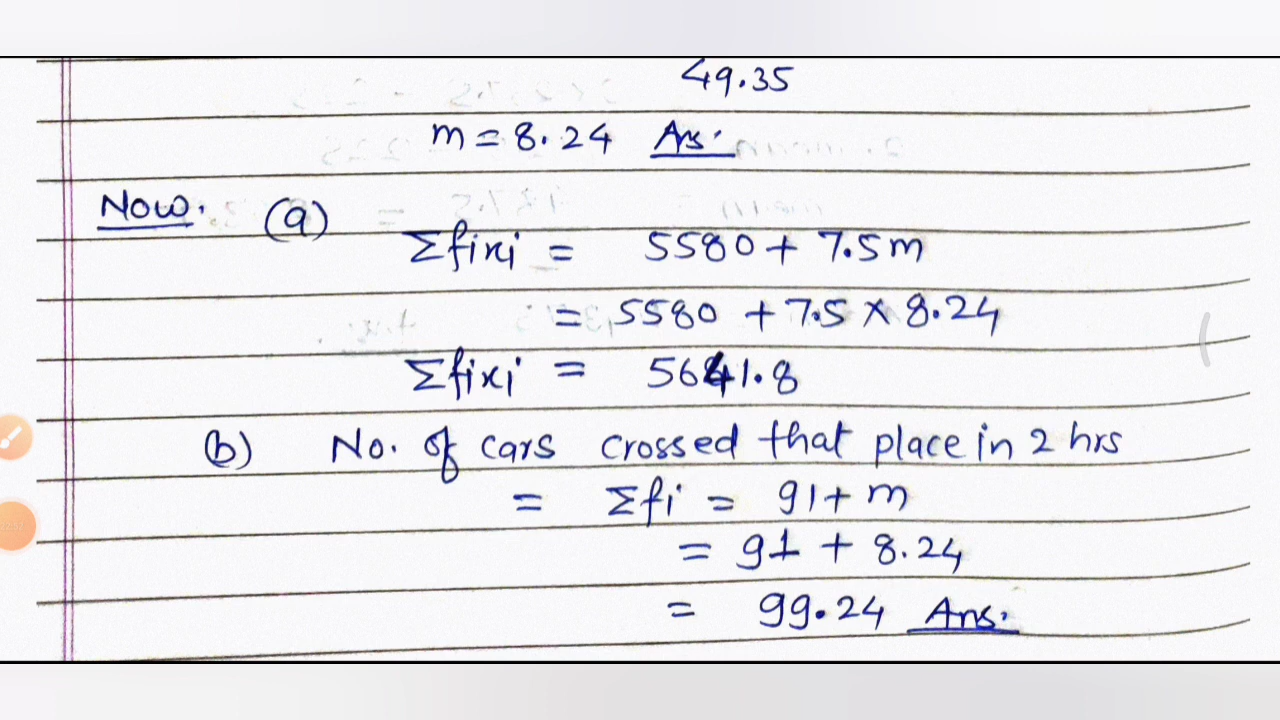 49.35
m = 8.24 Ans.
Now. (a)
Σfixi = 5580 + 7.5m
= 5580 + 7.5 × 8.24
Σfixi = 5641.8
(b) No. of cars crossed that place in 2 hrs
= Σfi = 91 + m
= 91 + 8.24
= 99.24 Ans.